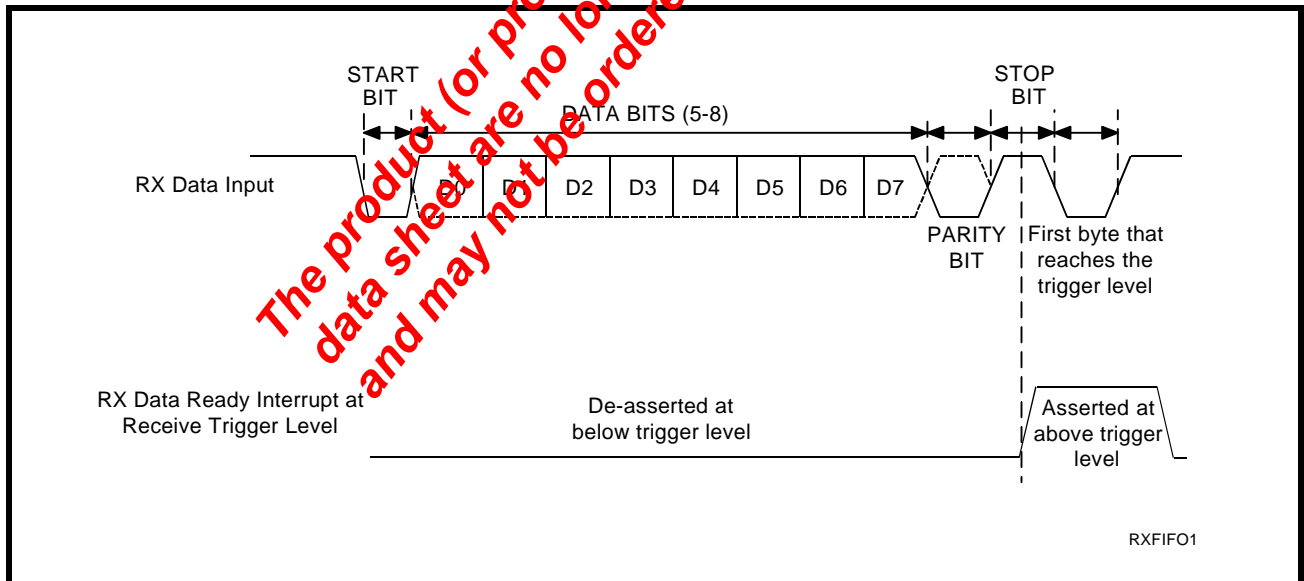 START
BIT
STOP
BIT
DATA BITS (5-8)
RX Data Input
D0 D1 D2 D3 D4 D5 D6 D7
PARITY
BIT
First byte that
reaches the
trigger level
RX Data Ready Interrupt at
Receive Trigger Level
De-asserted at
below trigger level
Asserted at
above trigger
level
RXFIFO1
The product (or
data sheet are no
and may not be